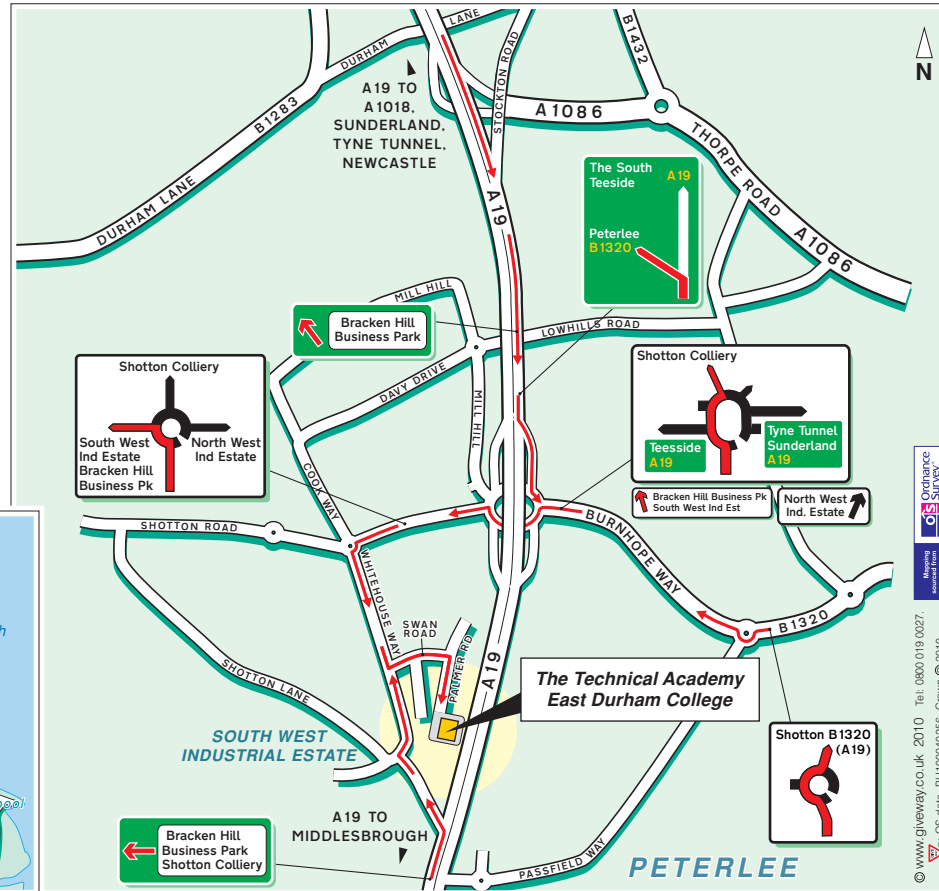 DURHAM LANE
B1432
N
STOCKTON ROAD
A19 TO
A1018,
SUNDERLAND,
TYNE TUNNEL,
NEWCASTLE
B1283
A1086
THORPE ROAD
DURHAM LANE
A19
The South
Teeside
A19
Peterlee
B1320
A1086
MILL HILL
Bracken Hill
Business Park
LOWHILLS ROAD
Shotton Colliery
South West
Ind Estate
Bracken Hill
Business Pk
North West
Ind Estate
DAVY DRIVE
MILL HILL
Shotton Colliery
Teesside
A19
Tyne Tunnel
Sunderland
A19
Bracken Hill Business Pk
South West Ind Est
North West
Ind. Estate
COOK WAY
Ordnance
Survey®
Mapping
sourced from
SHOTTON ROAD
BURNHOPE WAY
WHITEHOUSE WAY
B1320
SWAN
ROAD
PALMER RD
A19
SHOTTON LANE
The Technical Academy
East Durham College
SOUTH WEST
INDUSTRIAL ESTATE
Shotton B1320
(A19)
A19 TO
MIDDLESBROUGH
Bracken Hill
Business Park
Shotton Colliery
PASSFIELD WAY
PETERLEE
© www.giveway.co.uk 2010 Tel: 0800 019 0027.